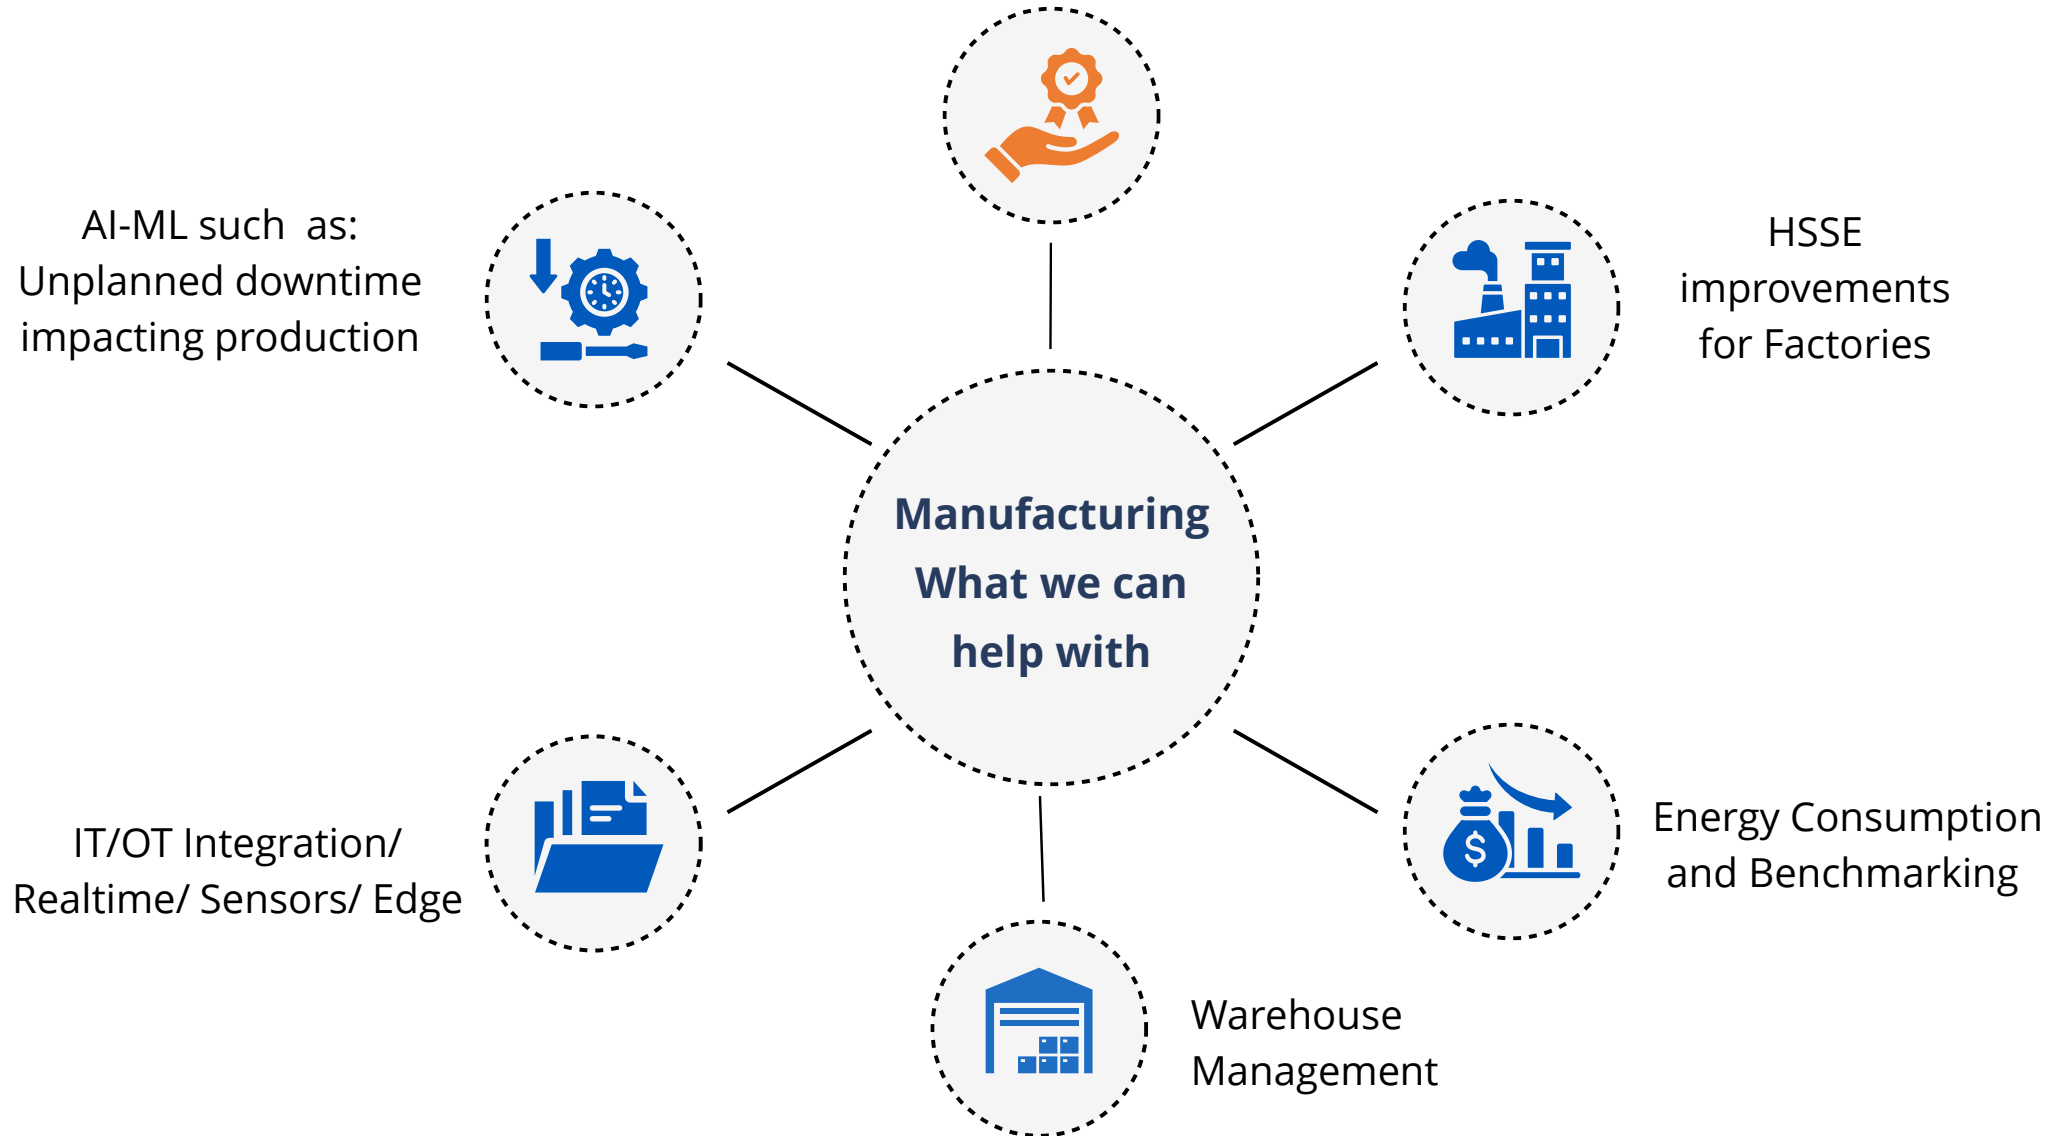 AI-ML such  as:
Unplanned downtime
impacting production
HSSE
improvements
for Factories
Manufacturing
What we can
help with
IT/OT Integration/
Realtime/ Sensors/ Edge
Energy Consumption
and Benchmarking
Warehouse
Management